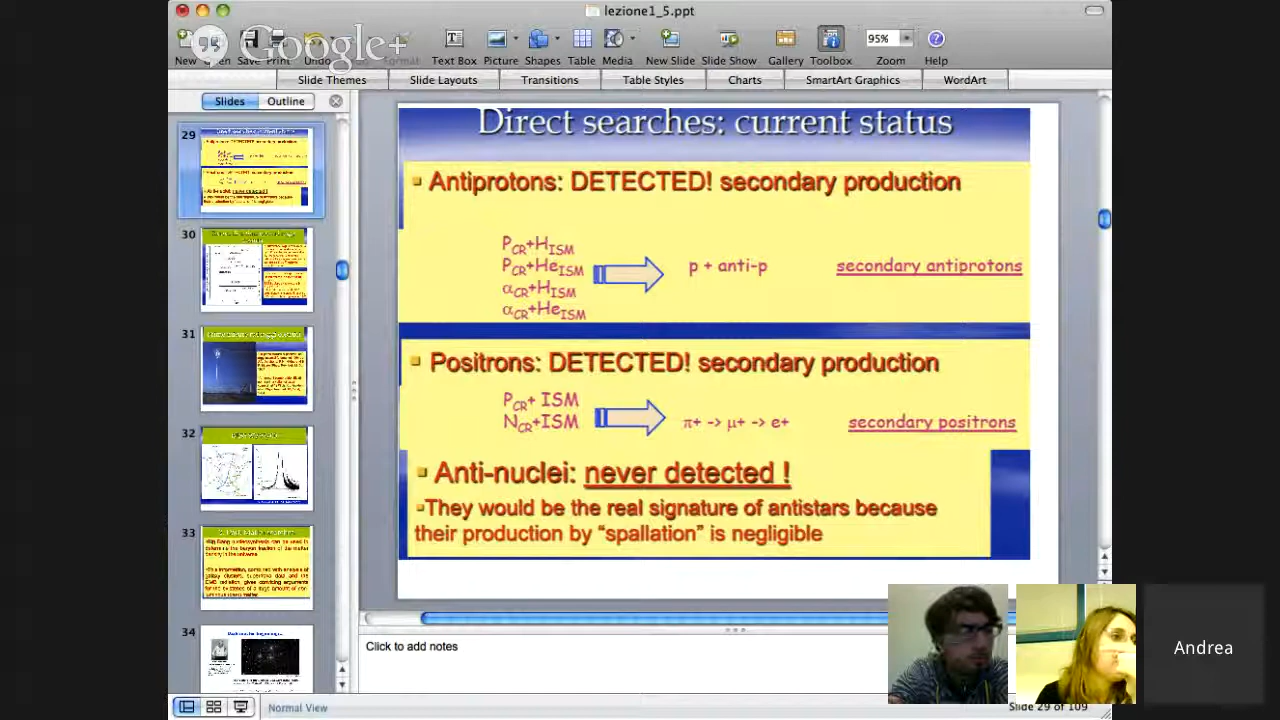 lezione1_5.ppt
Google+
New Open Save Print Undo Format Text Box Picture Shapes Table Media New Slide Slide Show Gallery Toolbox Zoom Help
95%
Slide Themes Slide Layouts Transitions Table Styles Charts SmartArt Graphics WordArt
Slides Outline
29
30
31
32
33
34
Direct searches: current status
Antiprotons: DETECTED! secondary production
PCR+HISM
PCR+HeISM
αCR+HISM
αCR+HeISM
p + anti-p
secondary antiprotons
Positrons: DETECTED! secondary production
PCR+ ISM
NCR+ISM
π+ -> μ+ -> e+
secondary positrons
Anti-nuclei: never detected !
They would be the real signature of antistars because
their production by “spallation” is negligible
Click to add notes
Andrea
Normal View
Slide 29 of 109